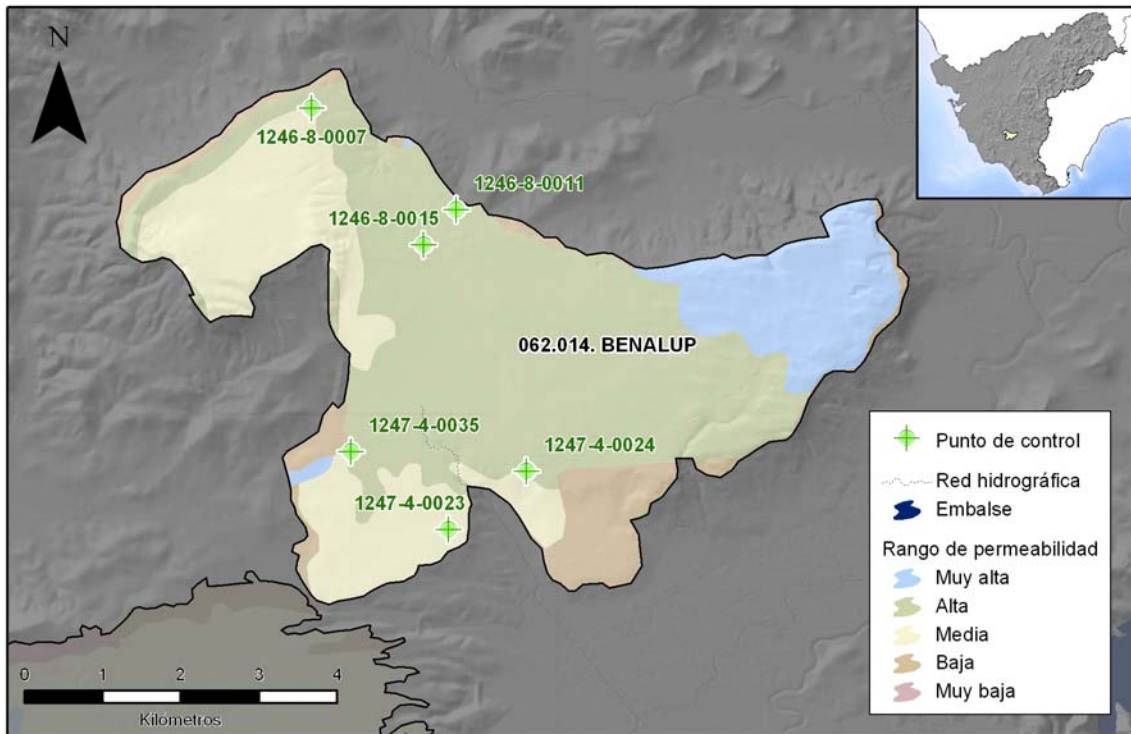 N
1246-8-0007
1246-8-0011
1246-8-0015
062.014. BENALUP
1247-4-0035
1247-4-0024
1247-4-0023
Punto de control
Red hidrográfica
Embalse
Rango de permeabilidad
Muy alta
Alta
Media
Baja
Muy baja
0 1 2 3 4
Kilómetros